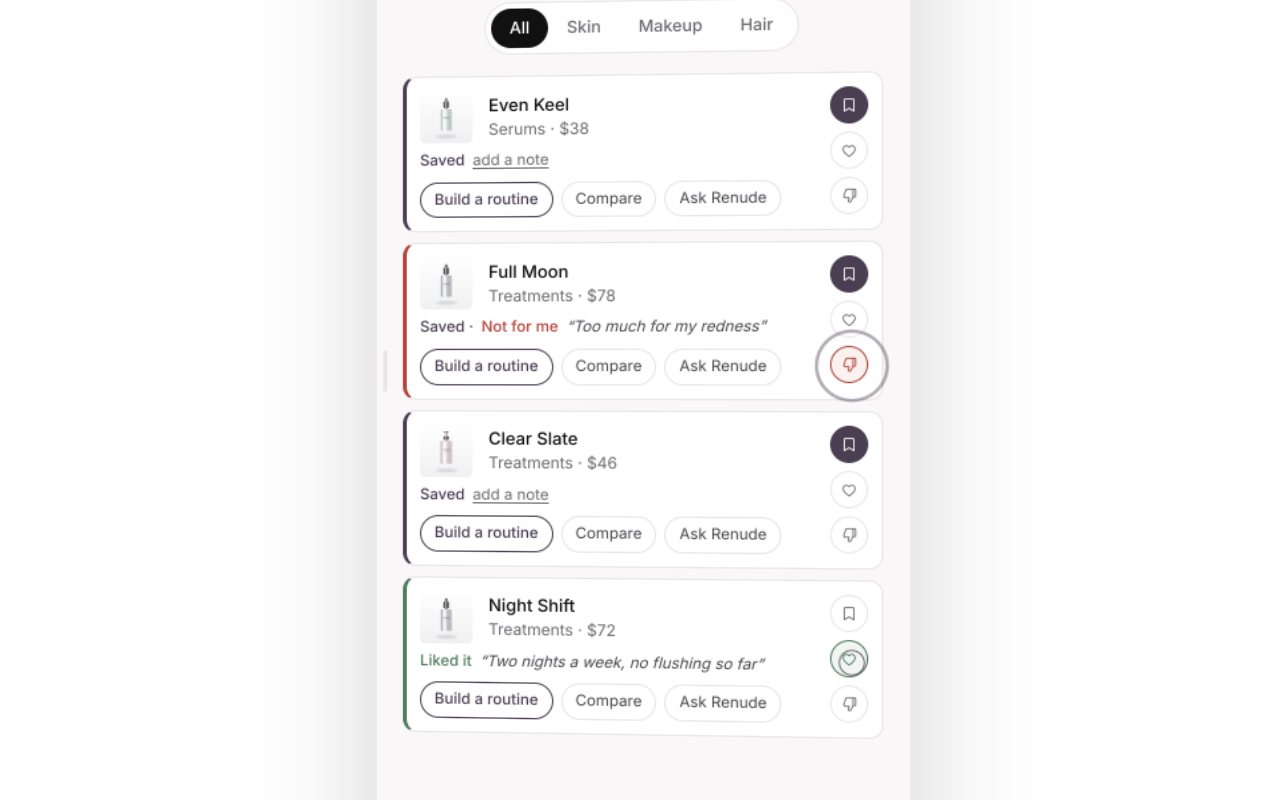 All Skin Makeup Hair
Even Keel
Serums · $38
Saved add a note
Build a routine Compare Ask Renude
Full Moon
Treatments · $78
Saved · Not for me “Too much for my redness”
Build a routine Compare Ask Renude
Clear Slate
Treatments · $46
Saved add a note
Build a routine Compare Ask Renude
Night Shift
Treatments · $72
Liked it “Two nights a week, no flushing so far”
Build a routine Compare Ask Renude